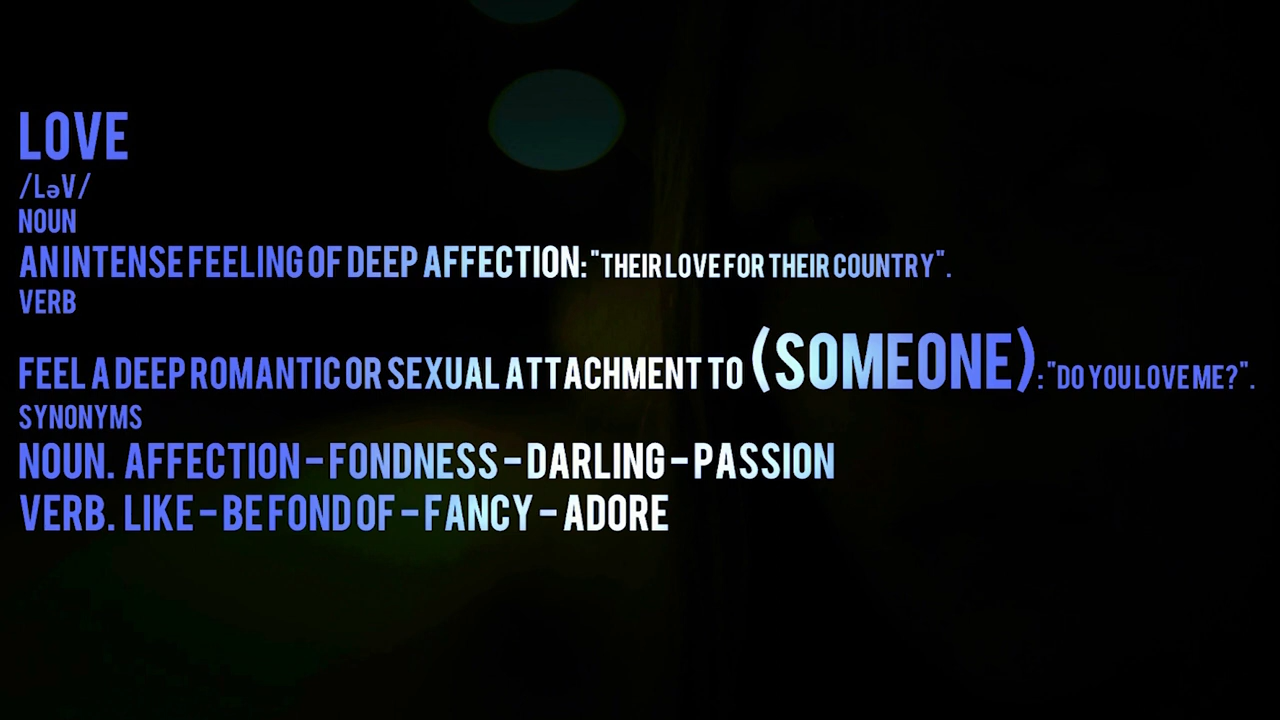 LOVE
/LəV/
NOUN
AN INTENSE FEELING OF DEEP AFFECTION: "THEIR LOVE FOR THEIR COUNTRY".
VERB
FEEL A DEEP ROMANTIC OR SEXUAL ATTACHMENT TO (SOMEONE): "DO YOU LOVE ME?".
SYNONYMS
NOUN. AFFECTION – FONDNESS – DARLING – PASSION
VERB. LIKE – BE FOND OF – FANCY – ADORE